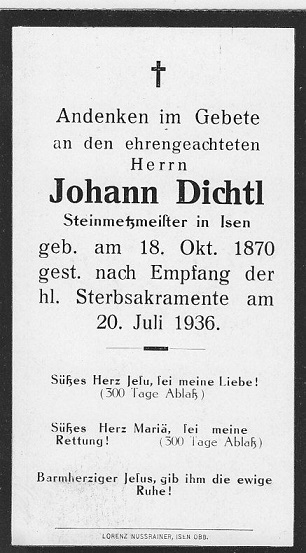 Andenken im Gebete
an den ehrengeachteten
Herrn
Johann Dichtl
Steinmetzmeister in Isen
geb. am 18. Okt. 1870
gest. nach Empfang der
hl. Sterbsakramente am
20. Juli 1936.
Süßes Herz Jesu, sei meine Liebe!
(300 Tage Ablaß)
Süßes Herz Mariä, sei meine
Rettung! (300 Tage Ablaß)
Barmherziger Jesus, gib ihm die ewige
Ruhe!
LORENZ NUSSRAINER, ISEN OBB.